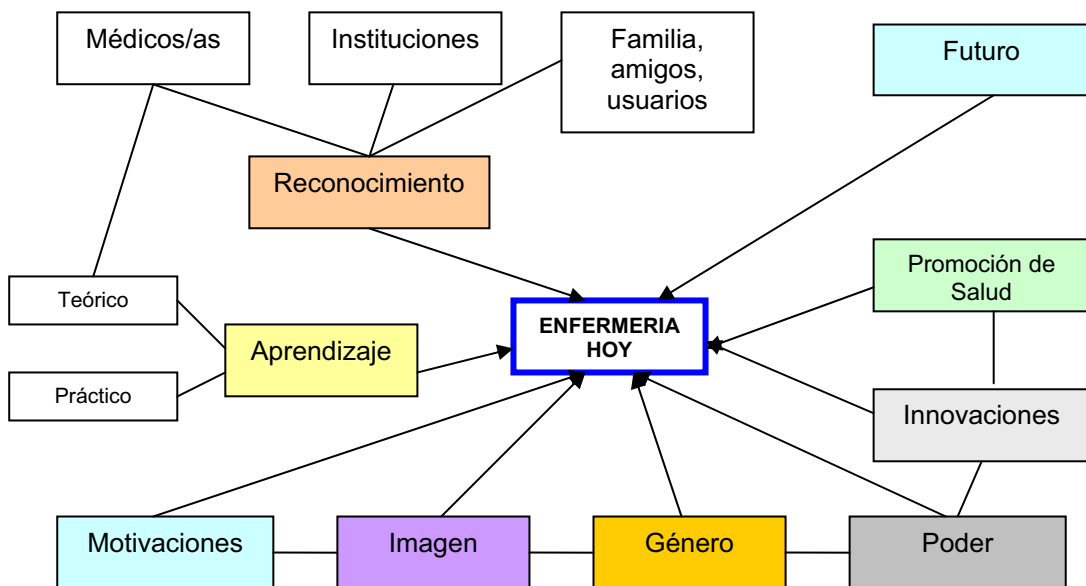 Médicos/as
Instituciones
Familia,
amigos,
usuarios
Futuro
Reconocimiento
Promoción de
Salud
Teórico
ENFERMERIA
HOY
Aprendizaje
Práctico
Innovaciones
Motivaciones
Imagen
Género
Poder